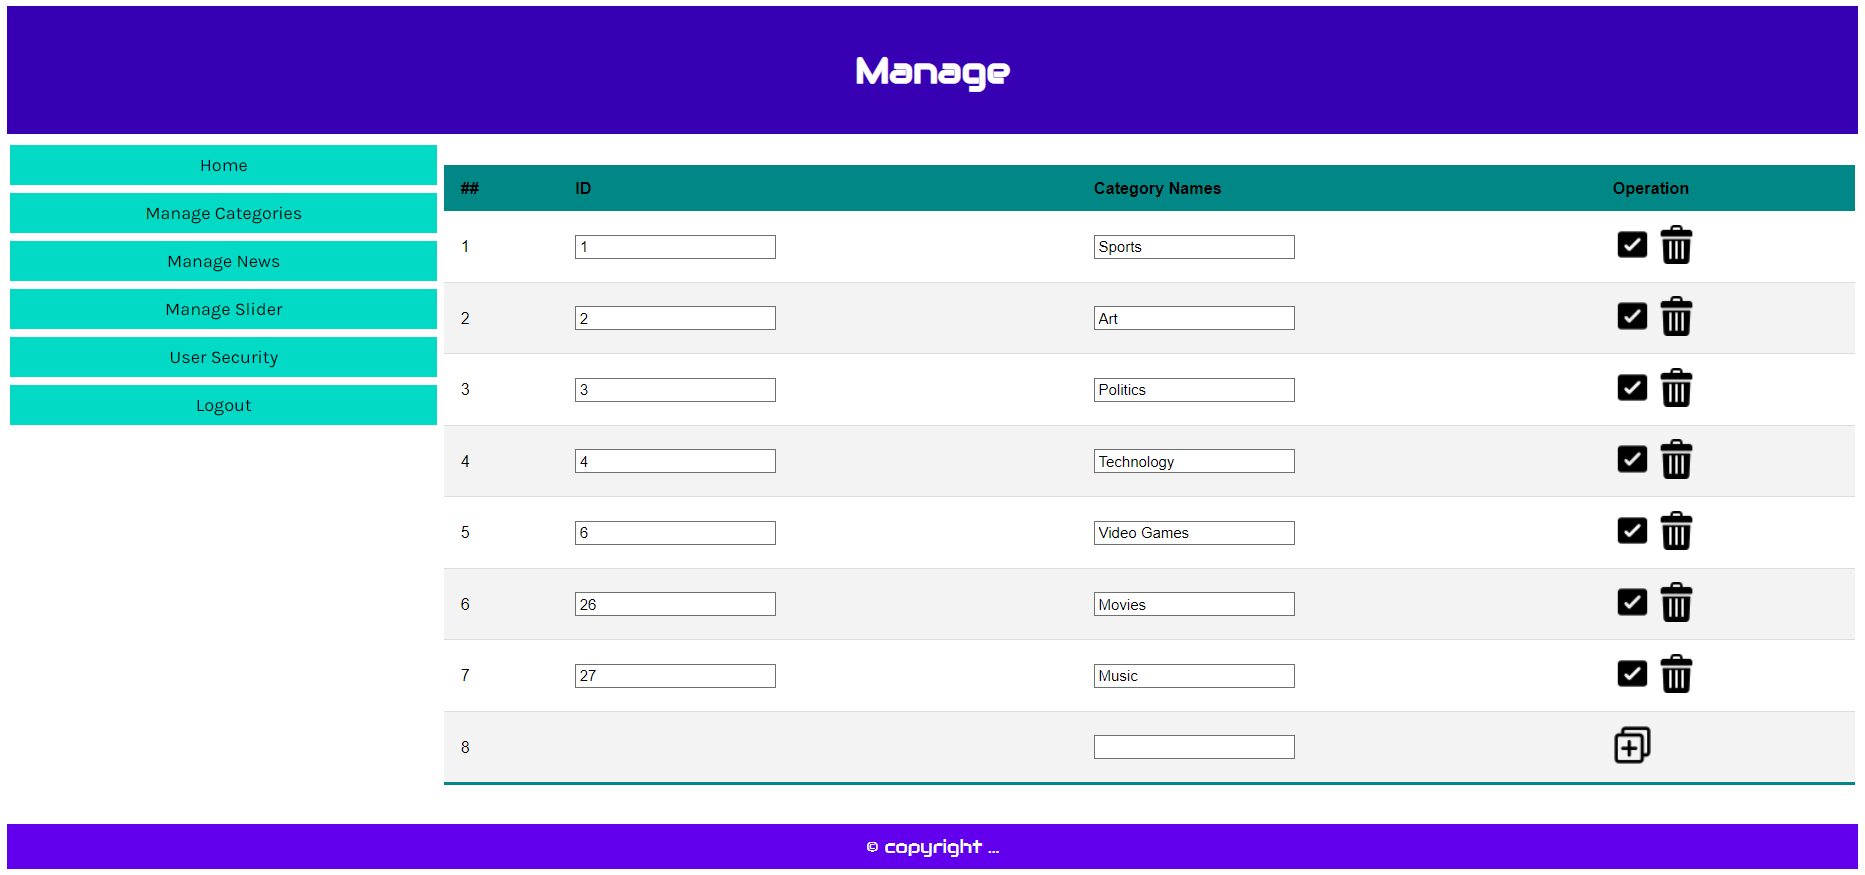 Manage
Home
Manage Categories
Manage News
Manage Slider
User Security
Logout
## ID Category Names Operation
1 1 Sports
2 2 Art
3 3 Politics
4 4 Technology
5 6 Video Games
6 26 Movies
7 27 Music
8
© copyright ...